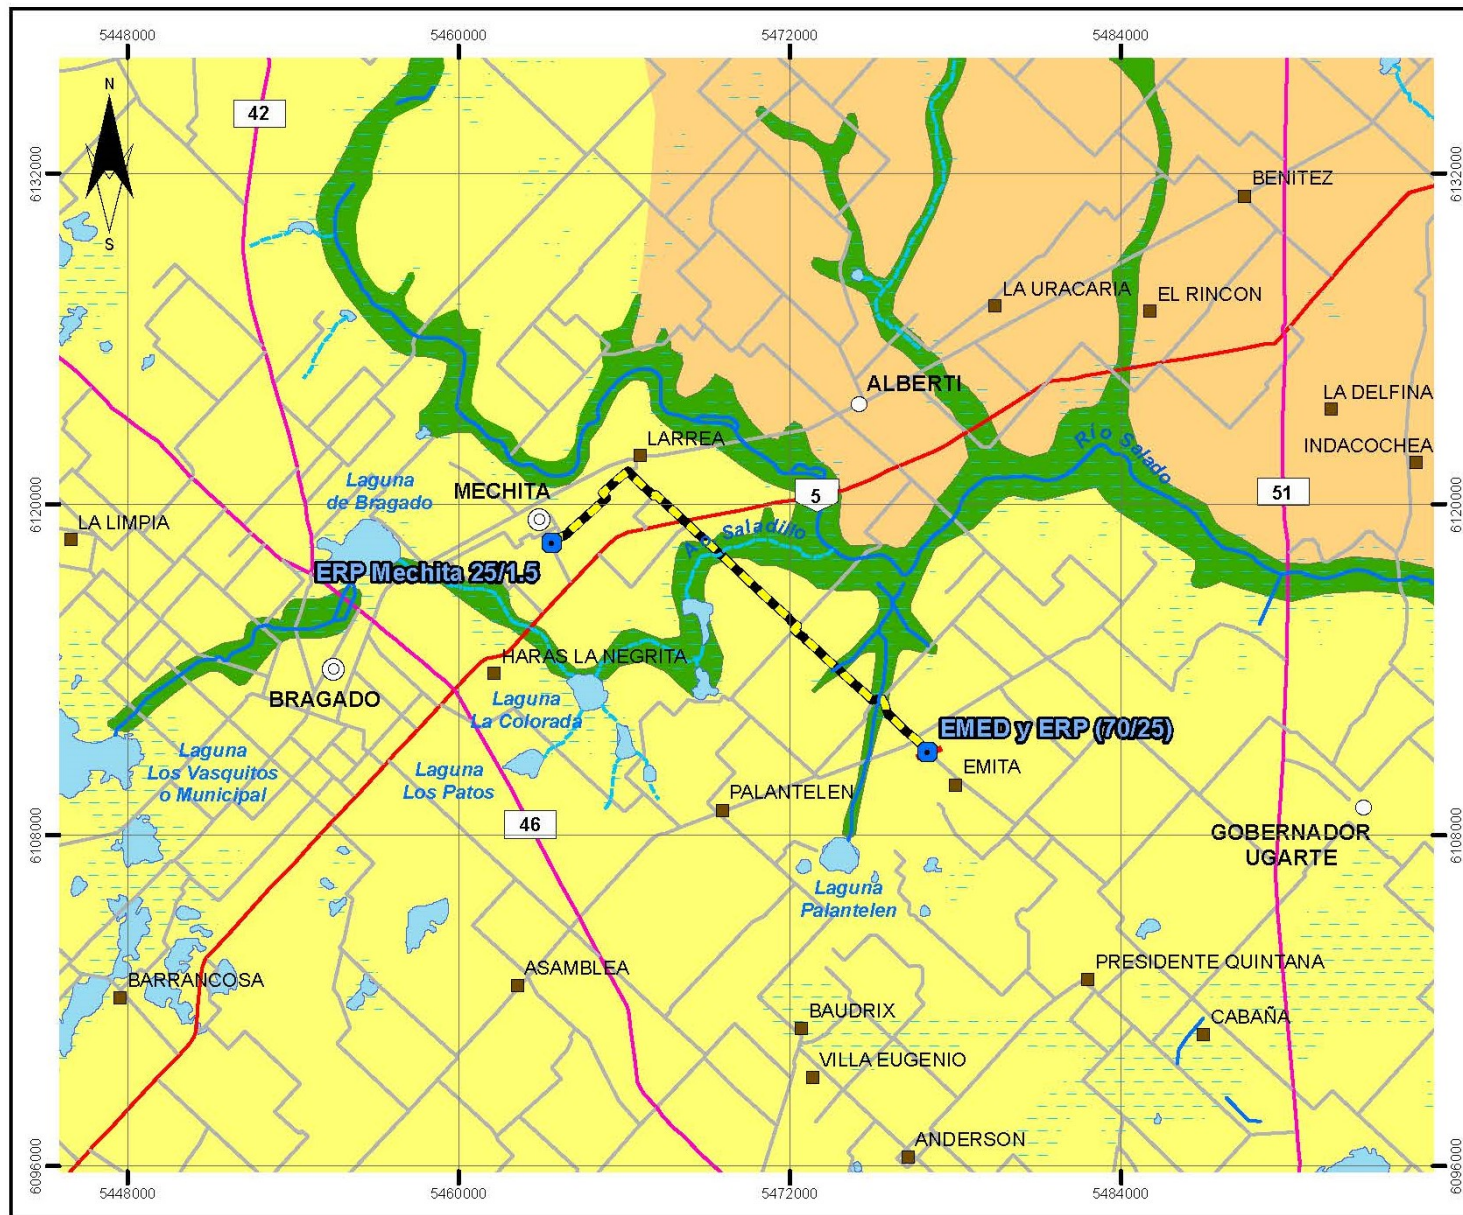 5448000
5460000
5472000
5484000
N
S
42
6132000
6132000
BENITEZ
LA URACARIA
EL RINCON
ALBERTI
LA DELFINA
LARREA
Río Salado
INDACOCHEA
Laguna
de Bragado
MECHITA
5
51
6120000
6120000
LA LIMPIA
Ao Saladillo
ERP Mechita 25/1.5
HARAS LA NEGRITA
BRAGADO
Laguna
La Colorada
EMED y ERP (70/25)
Laguna
Los Vasquitos
o Municipal
Laguna
Los Patos
EMITA
PALANTELEN
46
GOBERNADOR
UGARTE
6108000
6108000
Laguna
Palantelen
BARRANCOSA
ASAMBLEA
PRESIDENTE QUINTANA
BAUDRIX
CABAÑA
VILLA EUGENIO
ANDERSON
6096000
6096000
5448000
5460000
5472000
5484000